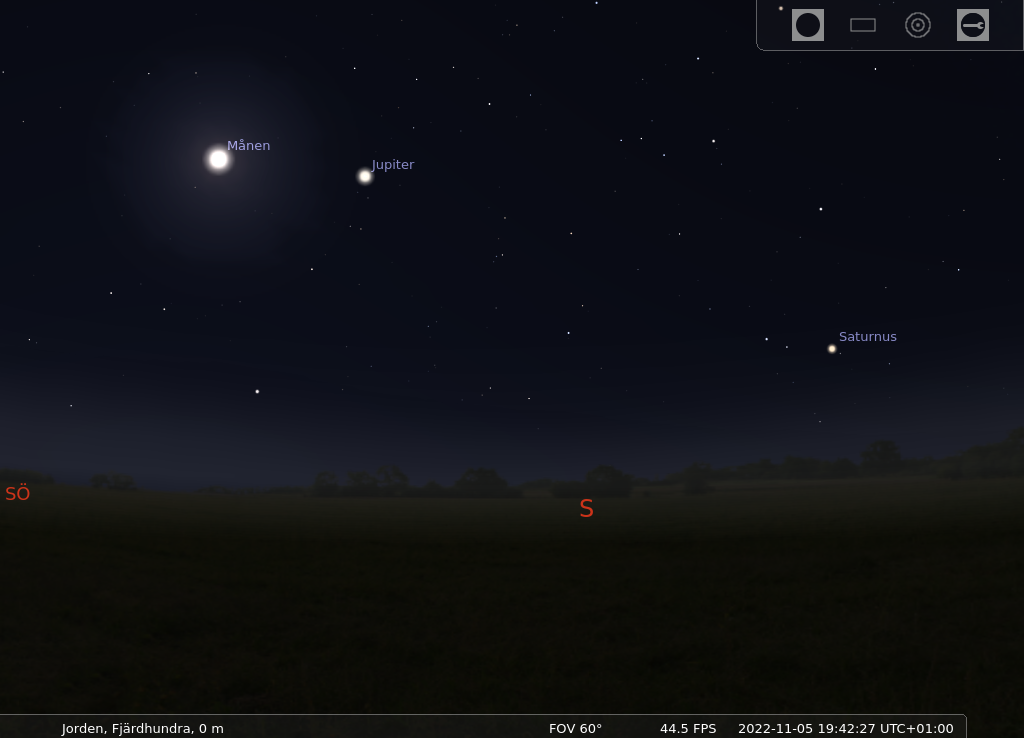 Månen
Jupiter
Saturnus
SÖ
S
Jorden, Fjärdhundra, 0 m FOV 60° 44.5 FPS 2022-11-05 19:42:27 UTC+01:00